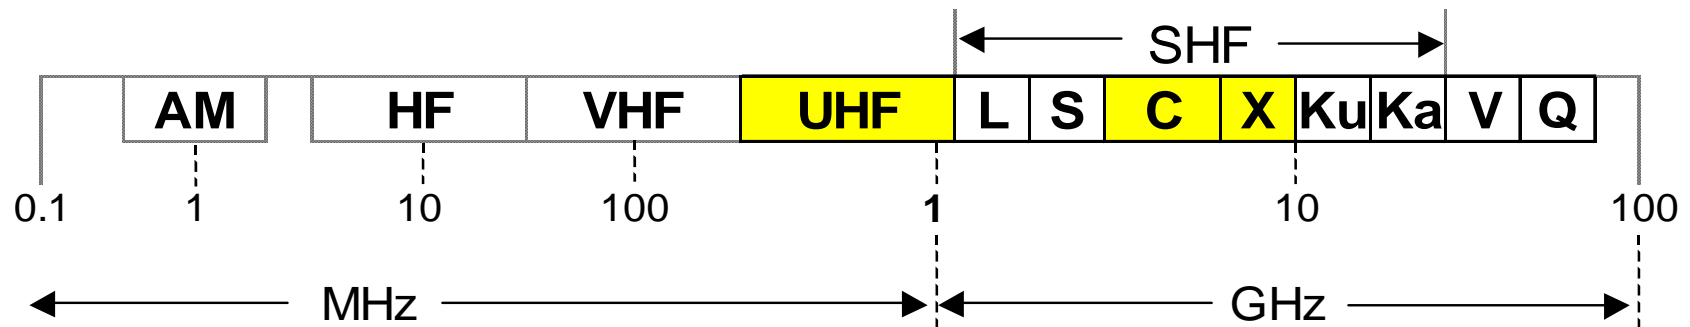 SHF
AM HF VHF UHF L S C X Ku Ka V Q
0.1 1 10 100 1 10 100
MHz GHz